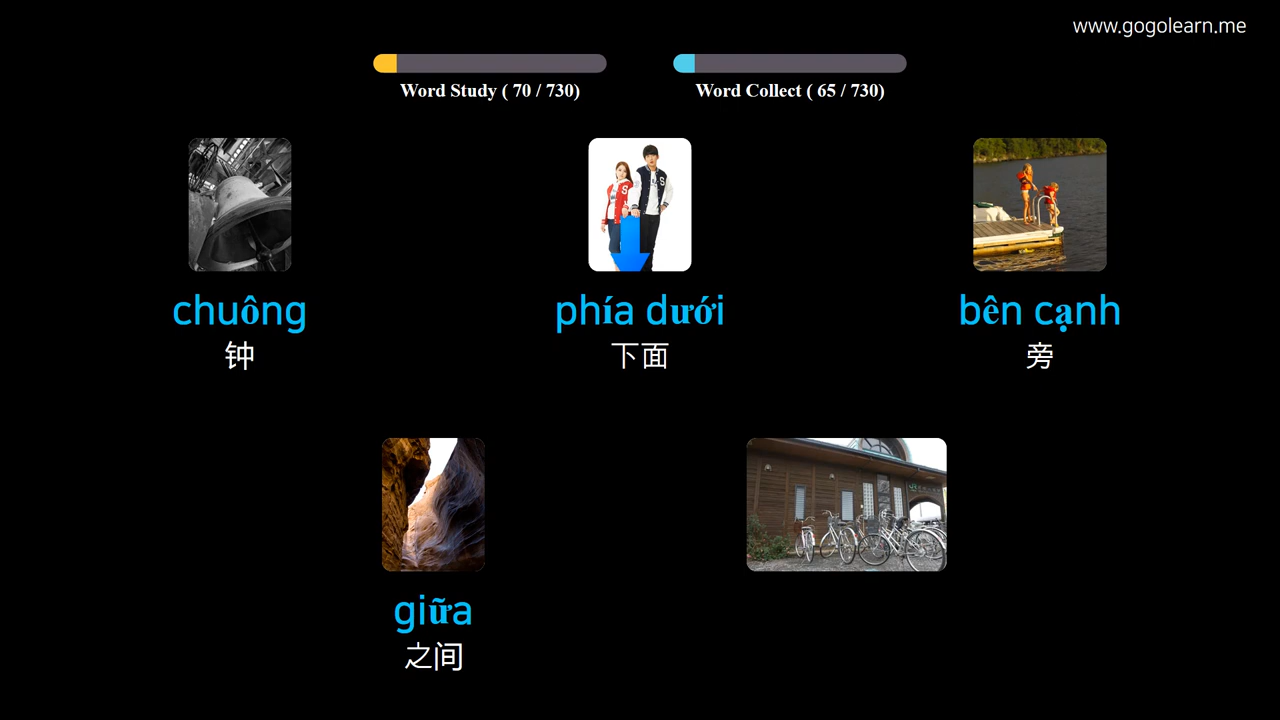 www.gogolearn.me
Word Study ( 70 / 730)
Word Collect ( 65 / 730)
chuông
钟
phía dưới
下面
bên cạnh
旁
giữa
之间